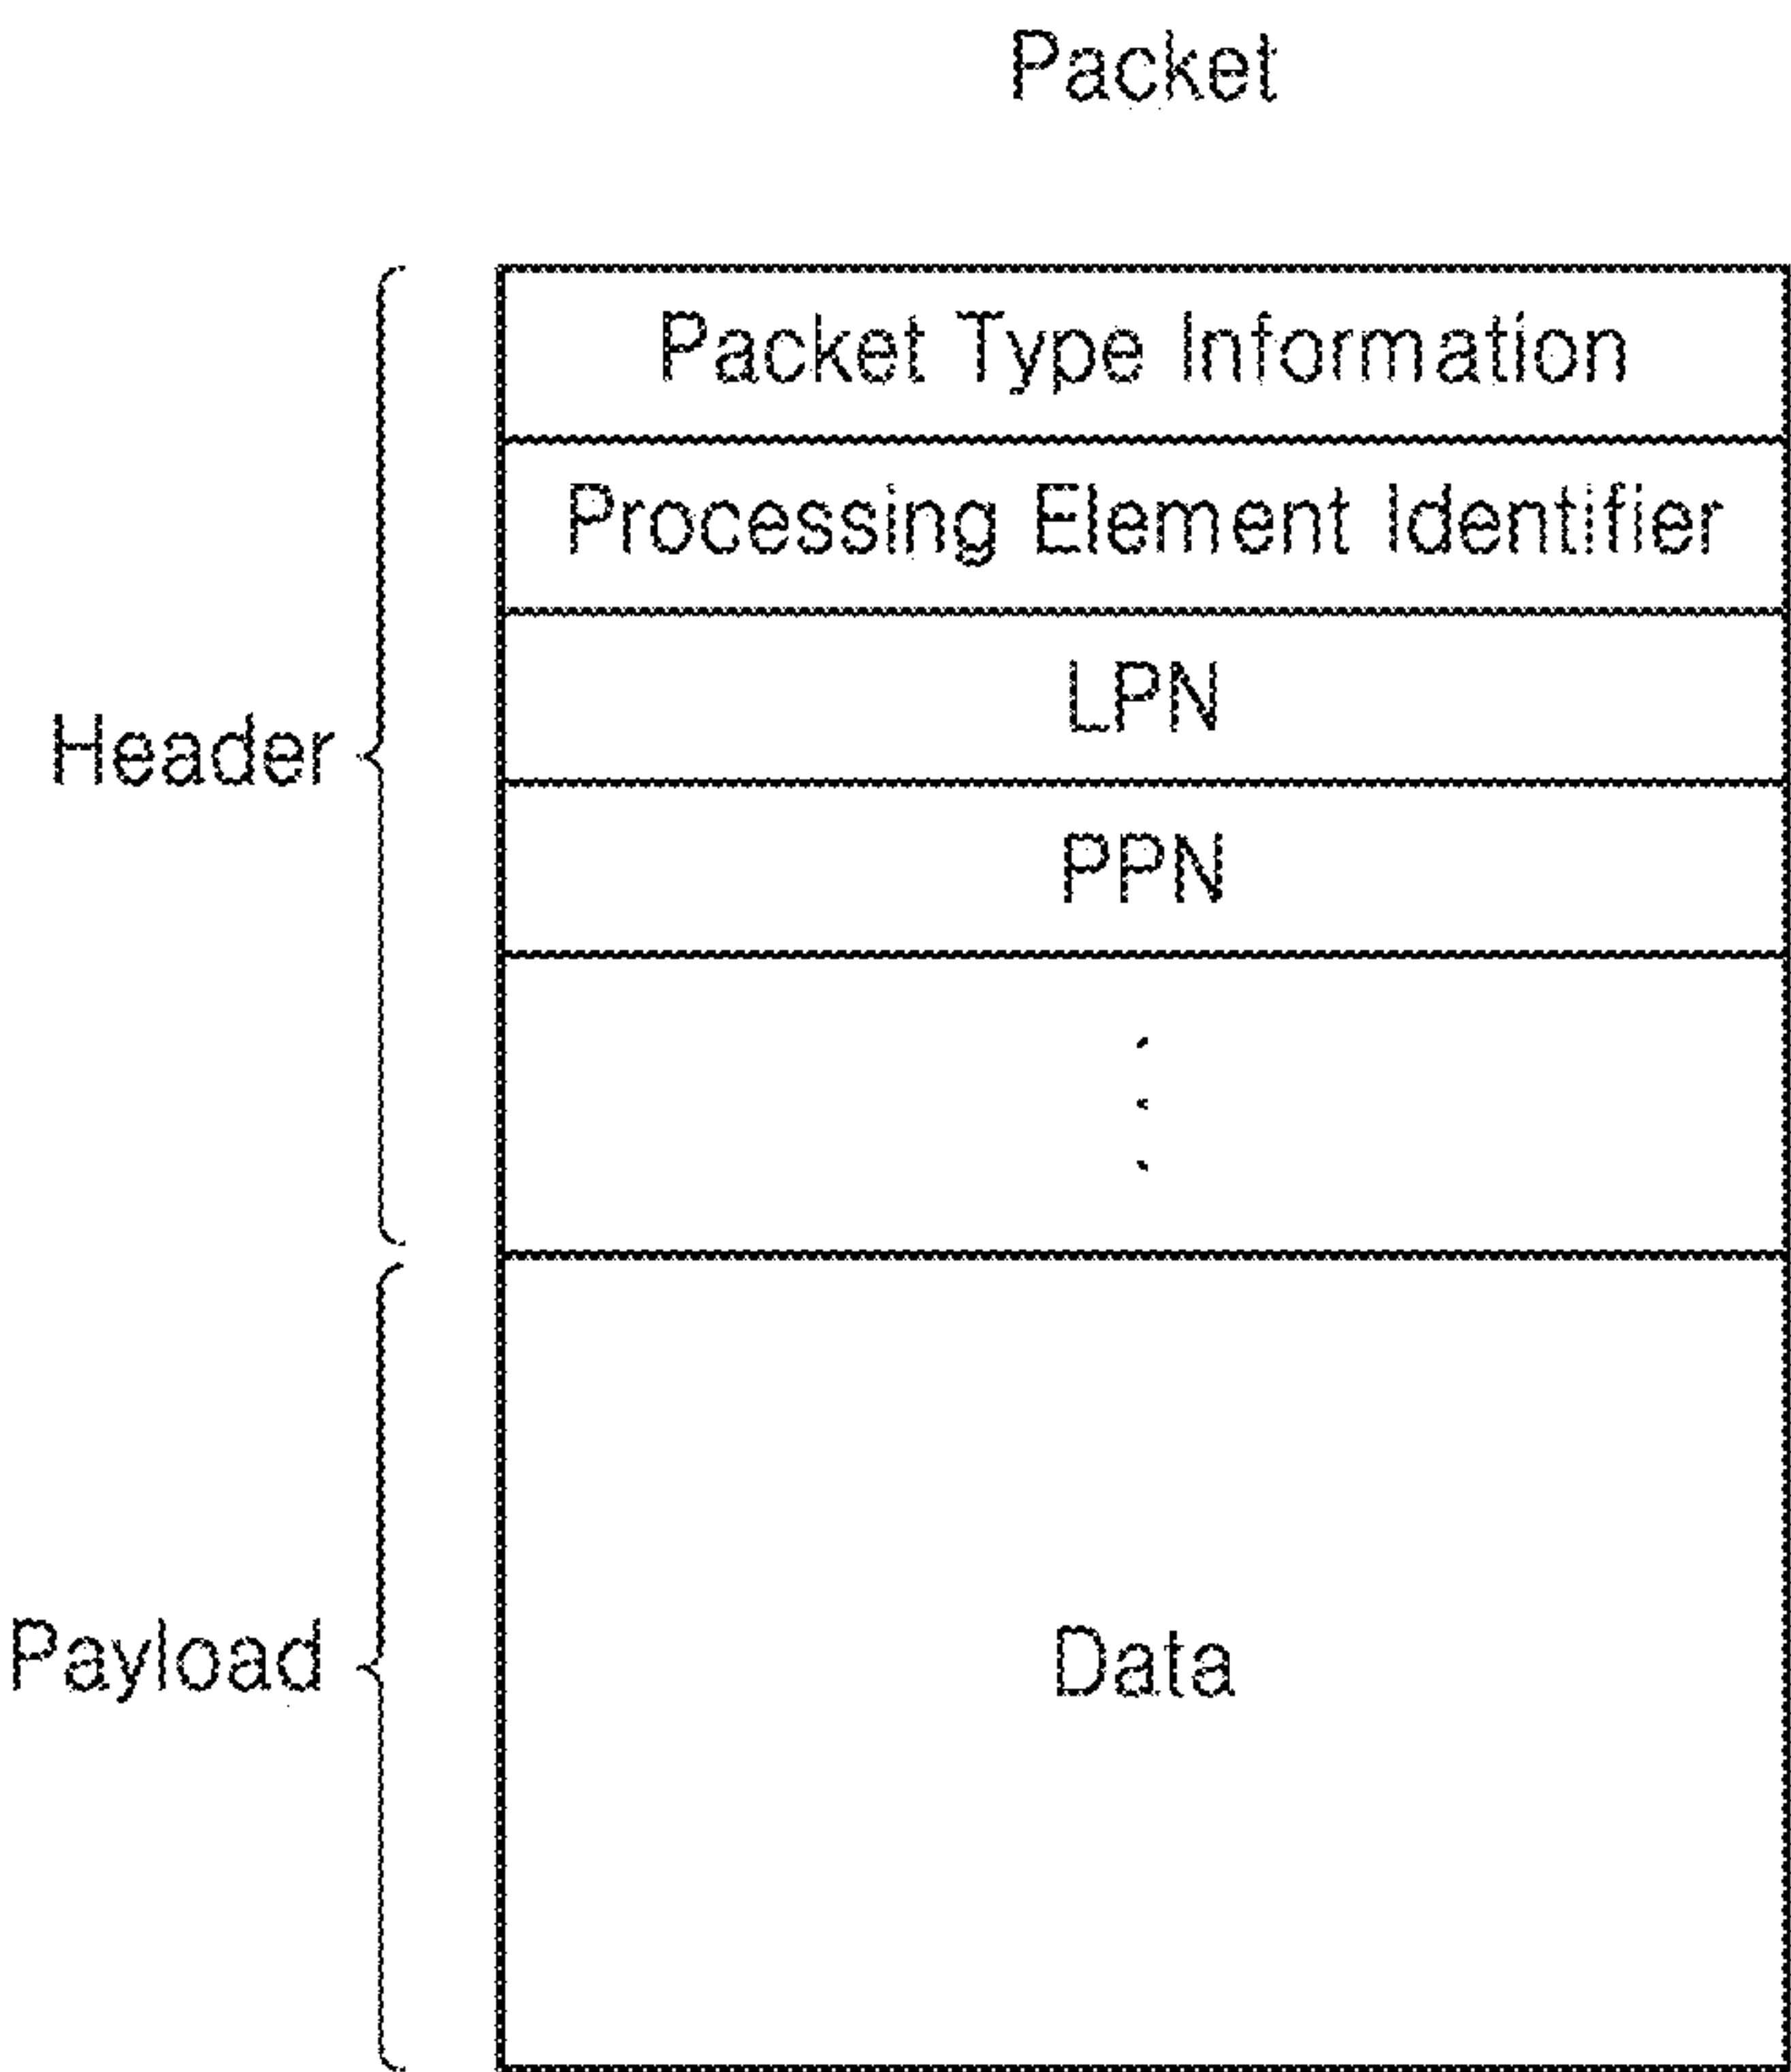 Packet
Packet Type Information
Processing Element Identifier
LPN
Header
PPN
Payload
Data